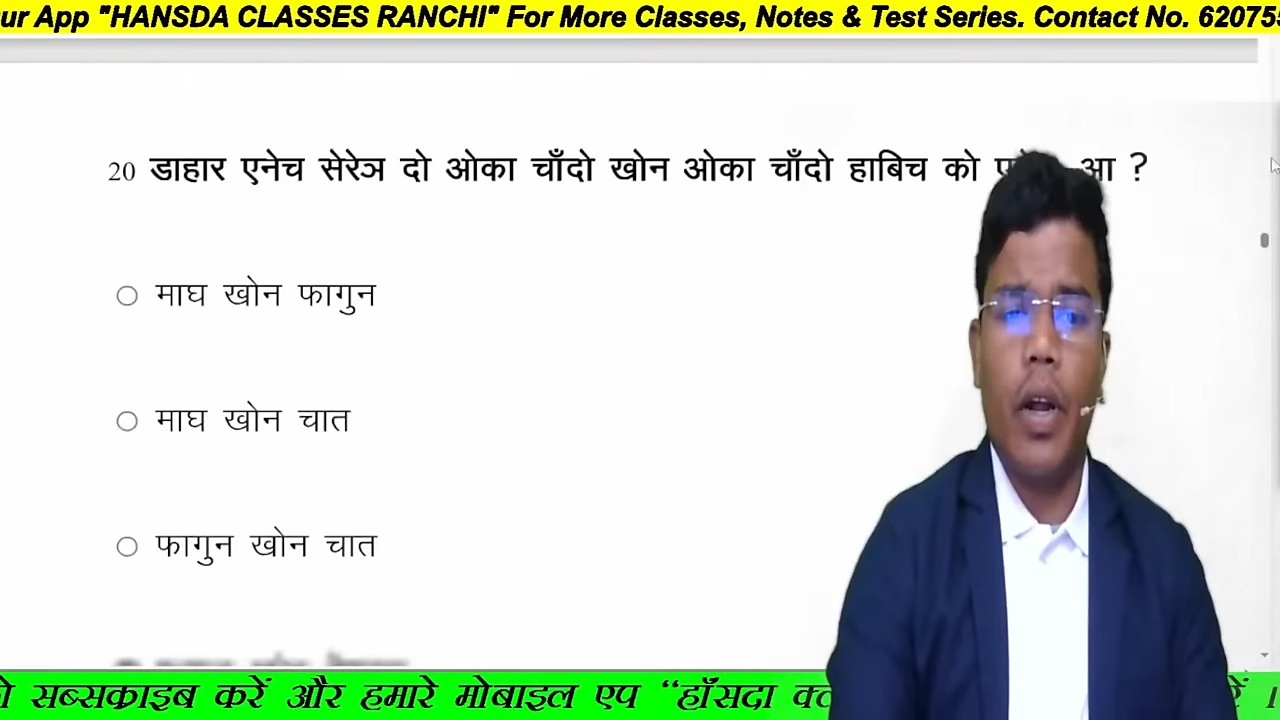 ur App "HANSDA CLASSES RANCHI" For More Classes, Notes & Test Series. Contact No. 62075
20 डाहार एनेच सेरेञ दो ओका चाँदो खोन ओका चाँदो हाबिच को आ ?
माघ खोन फागुन
माघ खोन चात
फागुन खोन चात
सब्सक्राइब करें और हमारे मोबाइल एप “हाँसदा